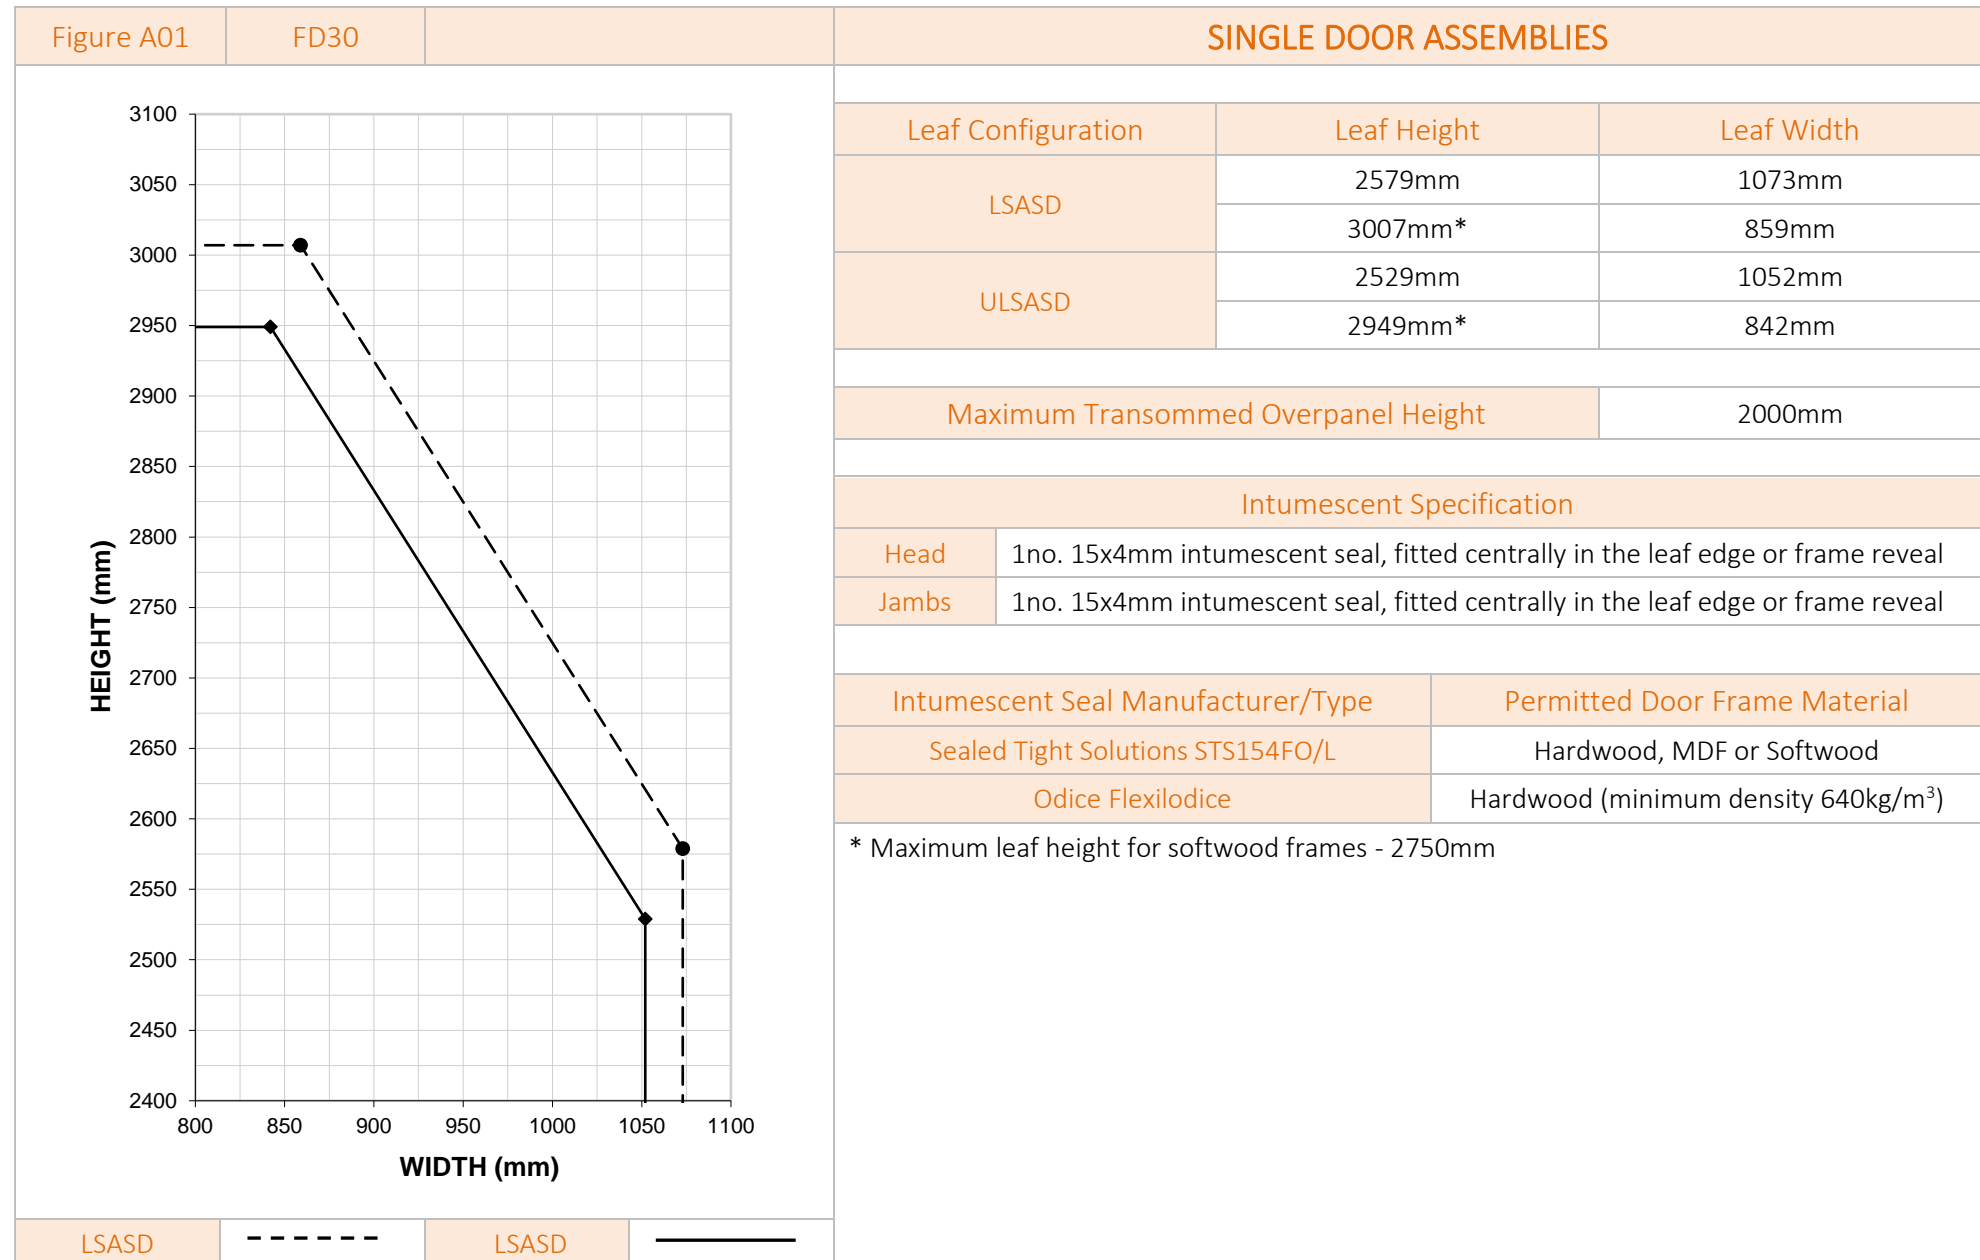 Figure A01 FD30 SINGLE DOOR ASSEMBLIES
3100
3050
3000
2950
2900
2850
2800
2750
2700
2650
2600
2550
2500
2450
2400
HEIGHT (mm)
800 850 900 950 1000 1050 1100
WIDTH (mm)
LSASD LSASD
Leaf Configuration Leaf Height Leaf Width
LSASD
2579mm 1073mm
3007mm* 859mm
ULSASD
2529mm 1052mm
2949mm* 842mm
Maximum Transommed Overpanel Height 2000mm
Intumescent Specification
Head 1no. 15x4mm intumescent seal, fitted centrally in the leaf edge or frame reveal
Jambs 1no. 15x4mm intumescent seal, fitted centrally in the leaf edge or frame reveal
Intumescent Seal Manufacturer/Type Permitted Door Frame Material
Sealed Tight Solutions STS154FO/L Hardwood, MDF or Softwood
Odice Flexilodice Hardwood (minimum density 640kg/m³)
* Maximum leaf height for softwood frames - 2750mm